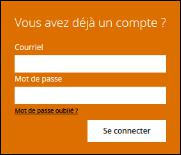 Vous avez déjà un compte ?
Courriel
Mot de passe
Mot de passe oublié ?
Se connecter